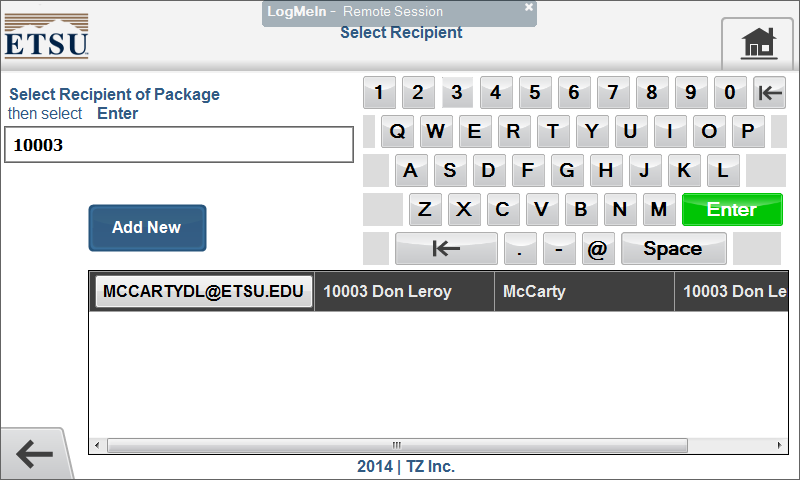 LogMeIn - Remote Session
ETSU
Select Recipient
Select Recipient of Package
then select Enter
10003
1 2 3 4 5 6 7 8 9 0
Q W E R T Y U I O P
A S D F G H J K L
Z X C V B N M Enter
. - @ Space
Add New
MCCARTYDL@ETSU.EDU 10003 Don Leroy McCarty 10003 Don Le
2014 | TZ Inc.